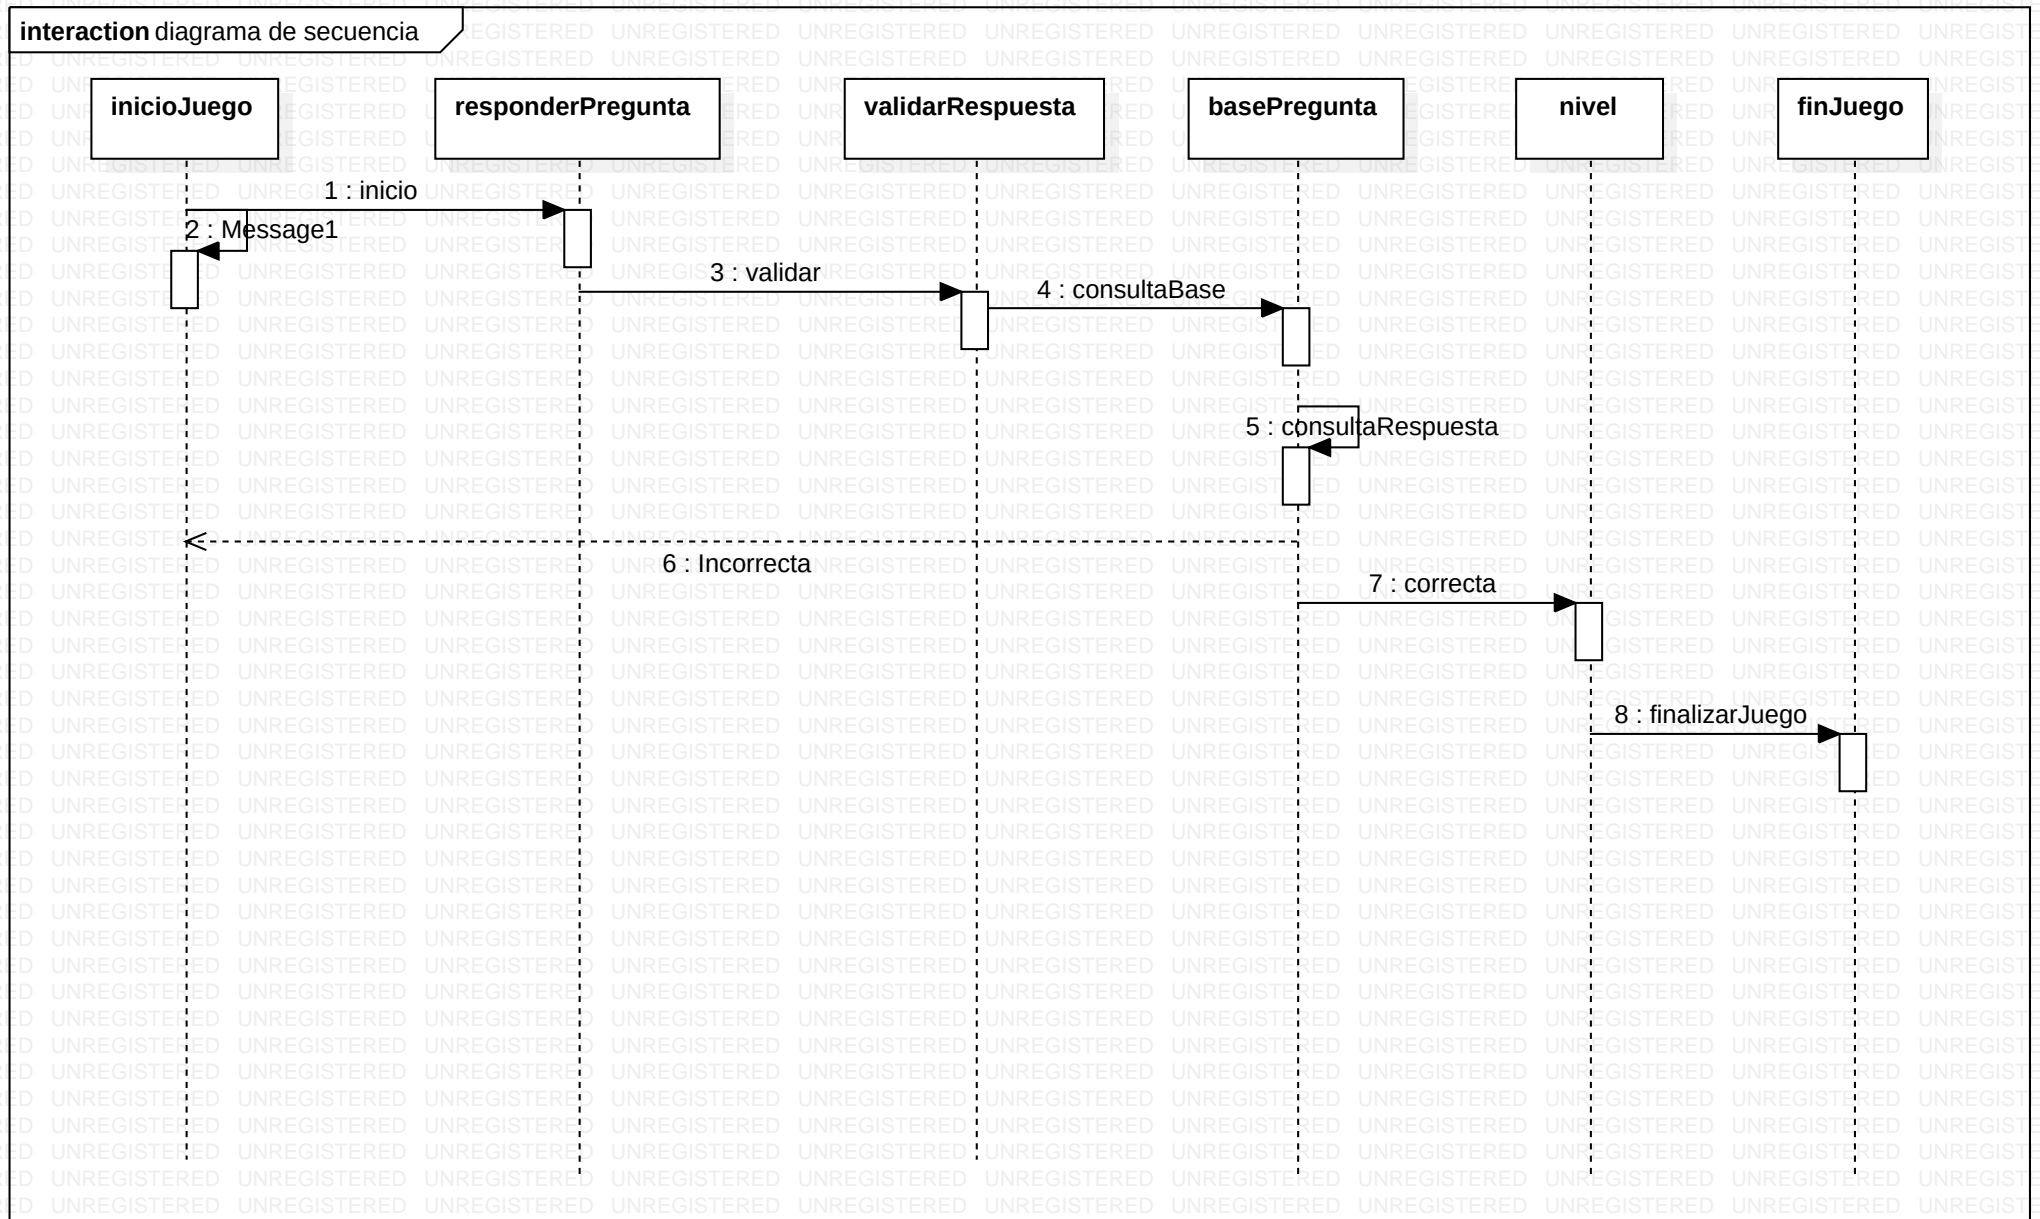 interaction diagrama de secuencia
inicioJuego
responderPregunta
validarRespuesta
basePregunta
nivel
finJuego
1 : inicio
2 : Message1
3 : validar
4 : consultaBase
5 : consultaRespuesta
6 : Incorrecta
7 : correcta
8 : finalizarJuego
UNREGISTERED